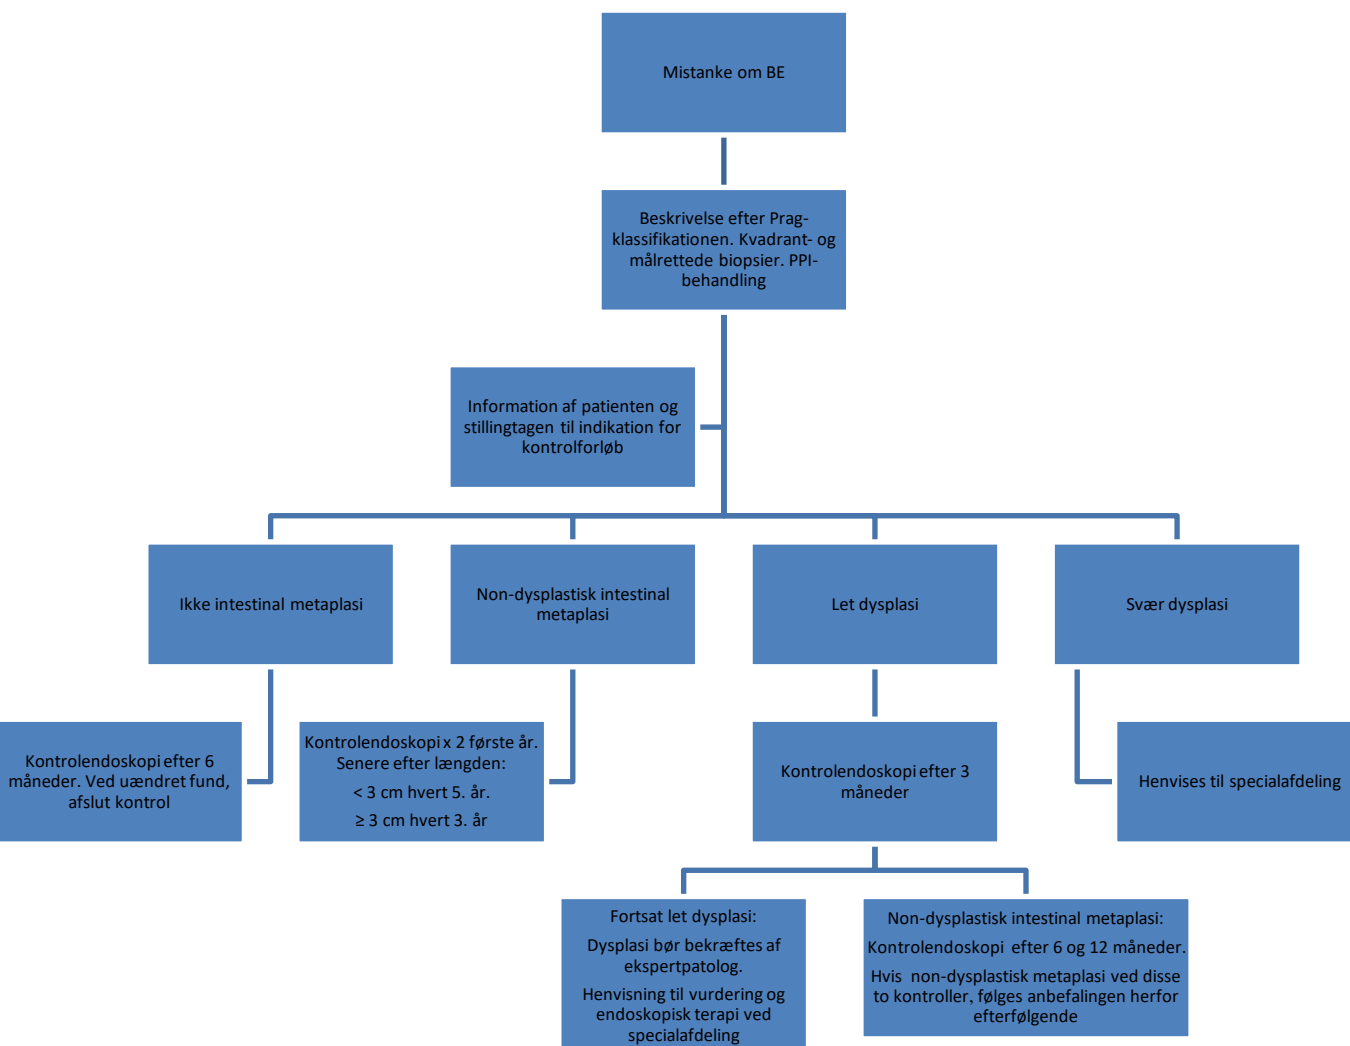 Mistanke om BE
Beskrivelse efter Prag-
klassifikationen. Kvadrant- og
målrettede biopsier. PPI-
behandling
Information af patienten og
stillingtagen til indikation for
kontrolforløb
Ikke intestinal metaplasi
Non-dysplastisk intestinal
metaplasi
Let dysplasi
Svær dysplasi
Kontrolendoskopi efter 6
måneder. Ved uændret fund,
afslut kontrol
Kontrolendoskopi x 2 første år.
Senere efter længden:
< 3 cm hvert 5. år.
≥ 3 cm hvert 3. år
Kontrolendoskopi efter 3
måneder
Henvises til specialafdeling
Fortsat let dysplasi:
Dysplasi bør bekræftes af
ekspertpatolog.
Henvisning til vurdering og
endoskopisk terapi ved
specialafdeling
Non-dysplastisk intestinal metaplasi:
Kontrolendoskopi efter 6 og 12 måneder.
Hvis non-dysplastisk metaplasi ved disse
to kontroller, følges anbefalingen herfor
efterfølgende